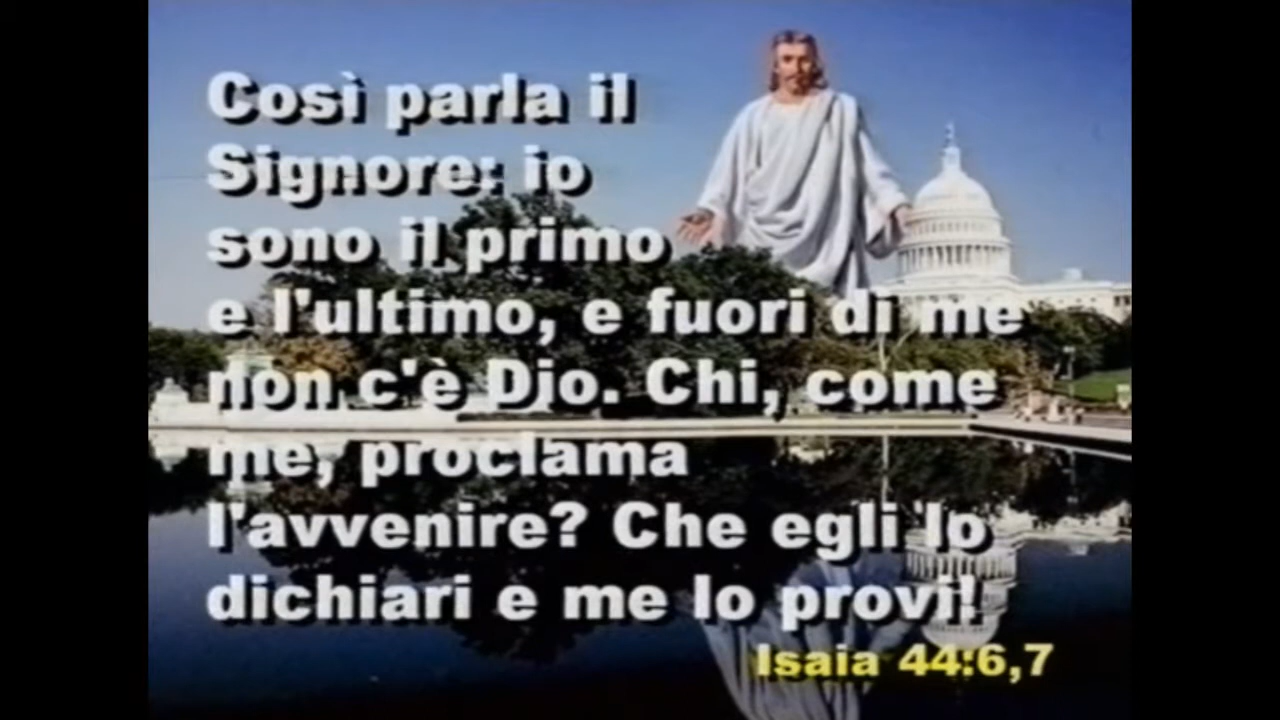 Così parla il
Signore: io
sono il primo
e l'ultimo, e fuori di me
non c'è Dio. Chi, come
me, proclama
l'avvenire? Che egli lo
dichiari e me lo provi!
Isaia 44:6,7